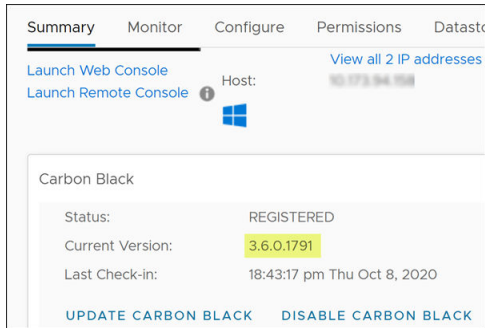 Summary Monitor Configure Permissions Datasto
View all 2 IP addresses
Launch Web Console
Host:
Launch Remote Console
Carbon Black
Status: REGISTERED
Current Version: 3.6.0.1791
Last Check-in: 18:43:17 pm Thu Oct 8, 2020
UPDATE CARBON BLACK DISABLE CARBON BLACK